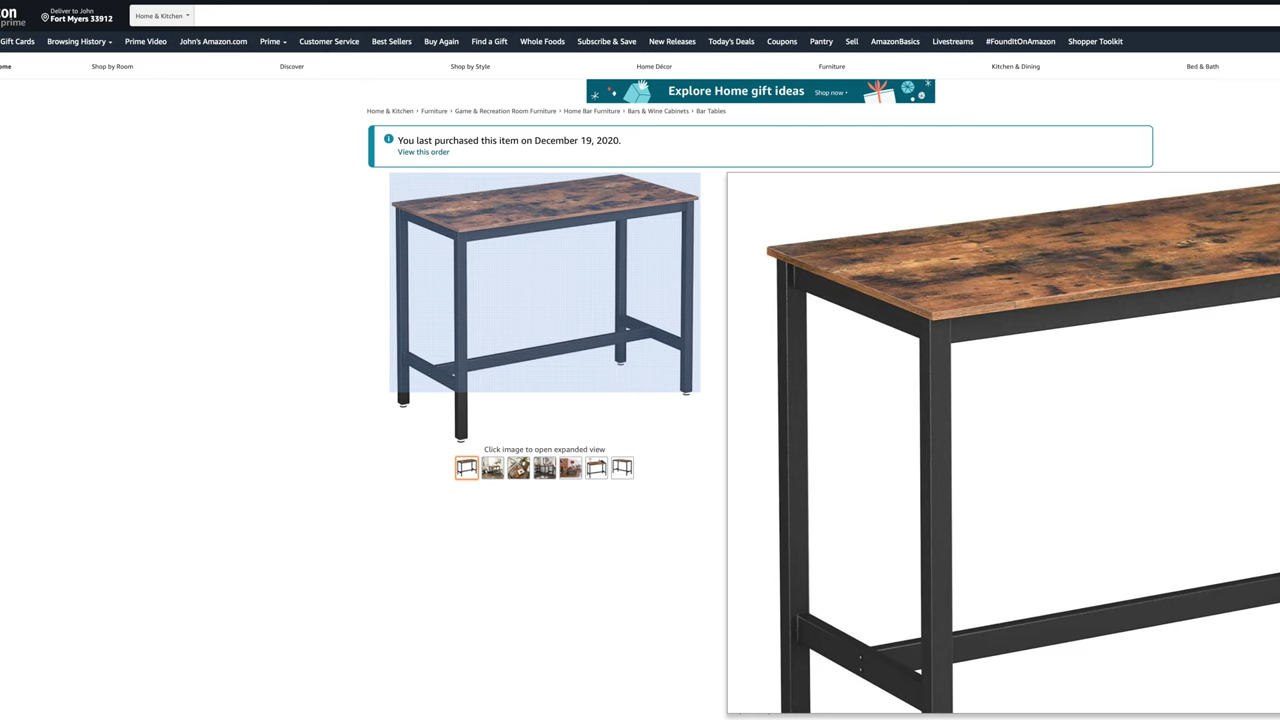 prime
Deliver to John
Fort Myers 33912
Home & Kitchen
Gift Cards Browsing History Prime Video John's Amazon.com Prime Customer Service Best Sellers Buy Again Find a Gift Whole Foods Subscribe & Save New Releases Today's Deals Coupons Pantry Sell AmazonBasics Livestreams #FoundItOnAmazon Shopper Toolkit
Shop by Room Discover Shop by Style Home Décor Furniture Kitchen & Dining Bed & Bath
Explore Home gift ideas Shop now ›
Home & Kitchen › Furniture › Game & Recreation Room Furniture › Home Bar Furniture › Bars & Wine Cabinets › Bar Tables
You last purchased this item on December 19, 2020.
View this order
Click image to open expanded view